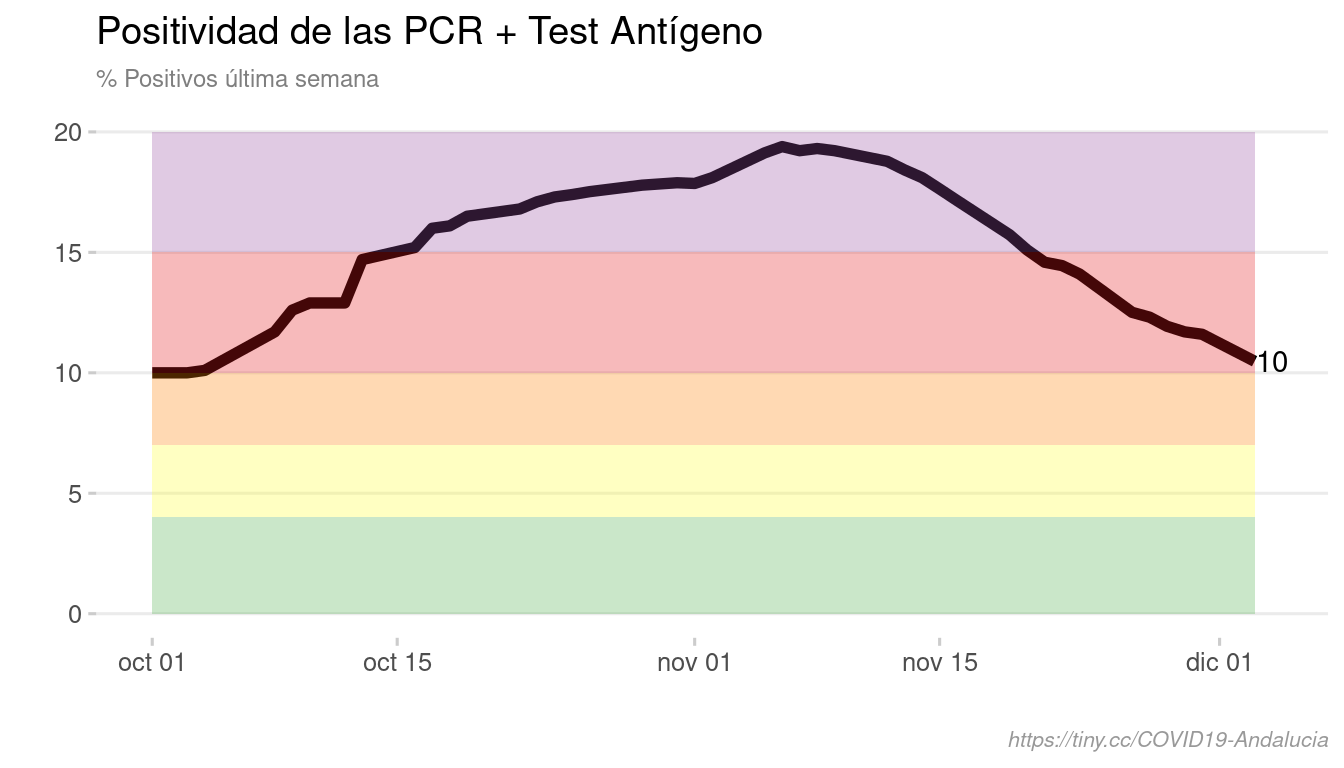 Positividad de las PCR + Test Antígeno
% Positivos última semana
20
15
10
5
0
10
oct 01
oct 15
nov 01
nov 15
dic 01
https://tiny.cc/COVID19-Andalucia